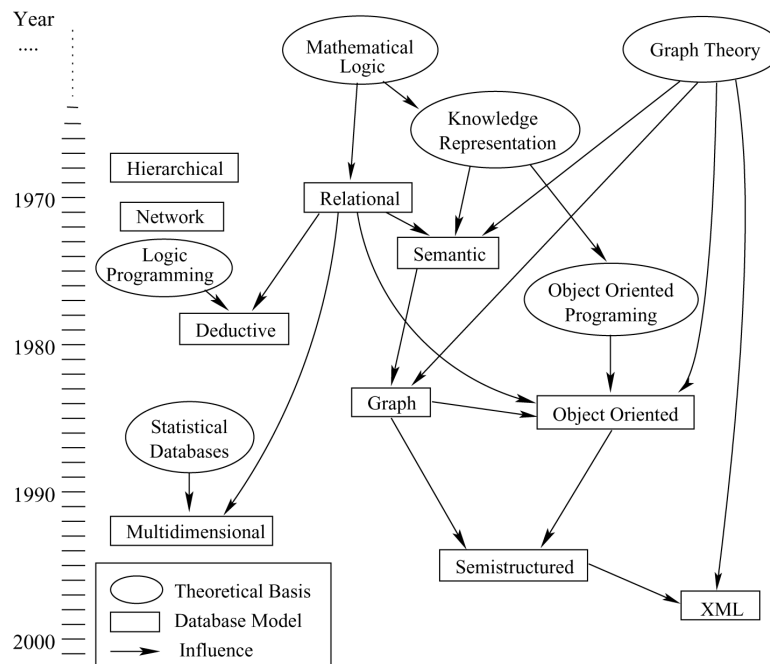 Year
....
Mathematical
Logic
Graph Theory
Knowledge
Representation
Hierarchical
1970
Relational
Network
Semantic
Logic
Programming
Object Oriented
Programing
Deductive
1980
Graph
Object Oriented
Statistical
Databases
1990
Multidimensional
Semistructured
Theoretical Basis
XML
Database Model
Influence
2000